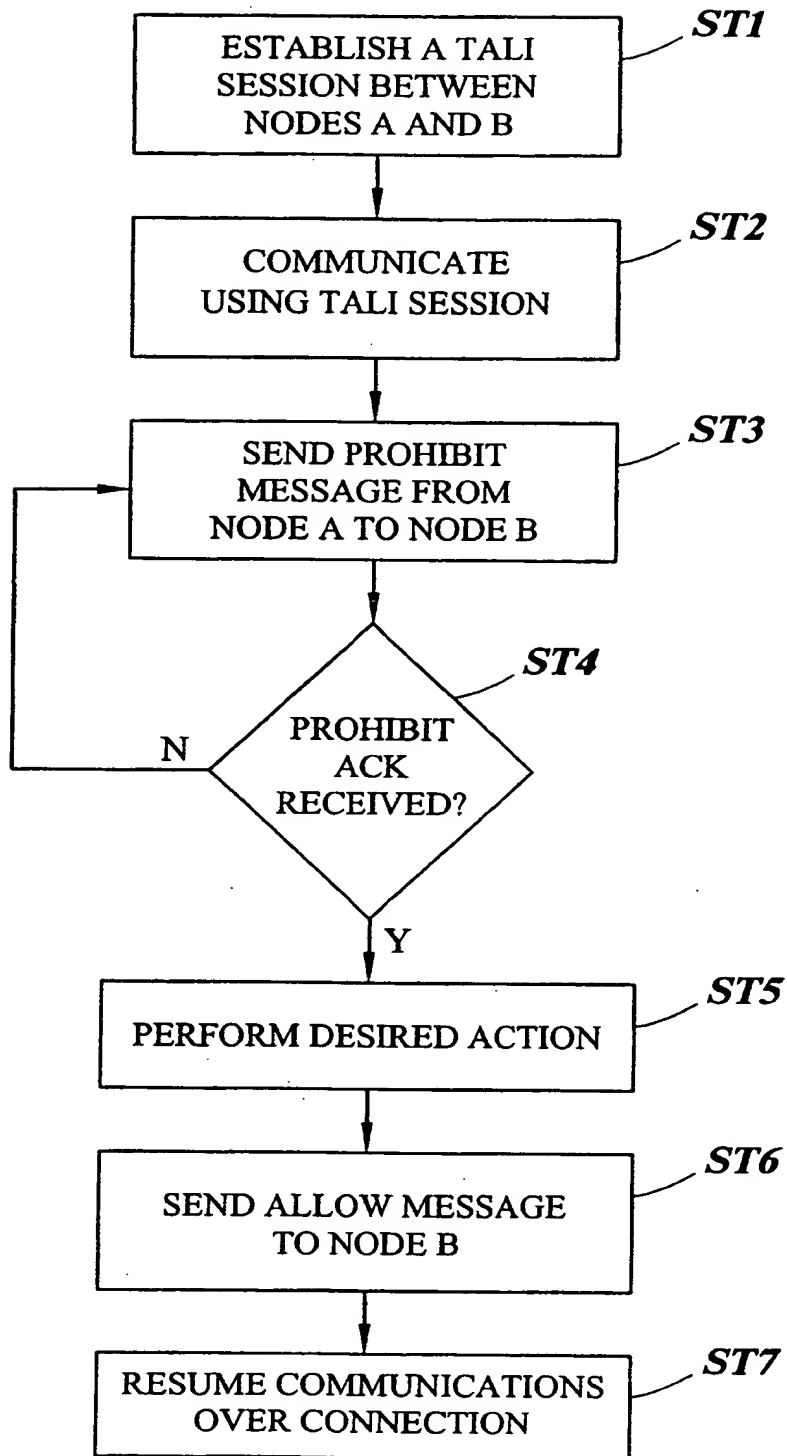 ST1
ESTABLISH A TALI
SESSION BETWEEN
NODES A AND B
ST2
COMMUNICATE
USING TALI SESSION
ST3
SEND PROHIBIT
MESSAGE FROM
NODE A TO NODE B
ST4
PROHIBIT
ACK
RECEIVED?
N
Y
ST5
PERFORM DESIRED ACTION
ST6
SEND ALLOW MESSAGE
TO NODE B
ST7
RESUME COMMUNICATIONS
OVER CONNECTION